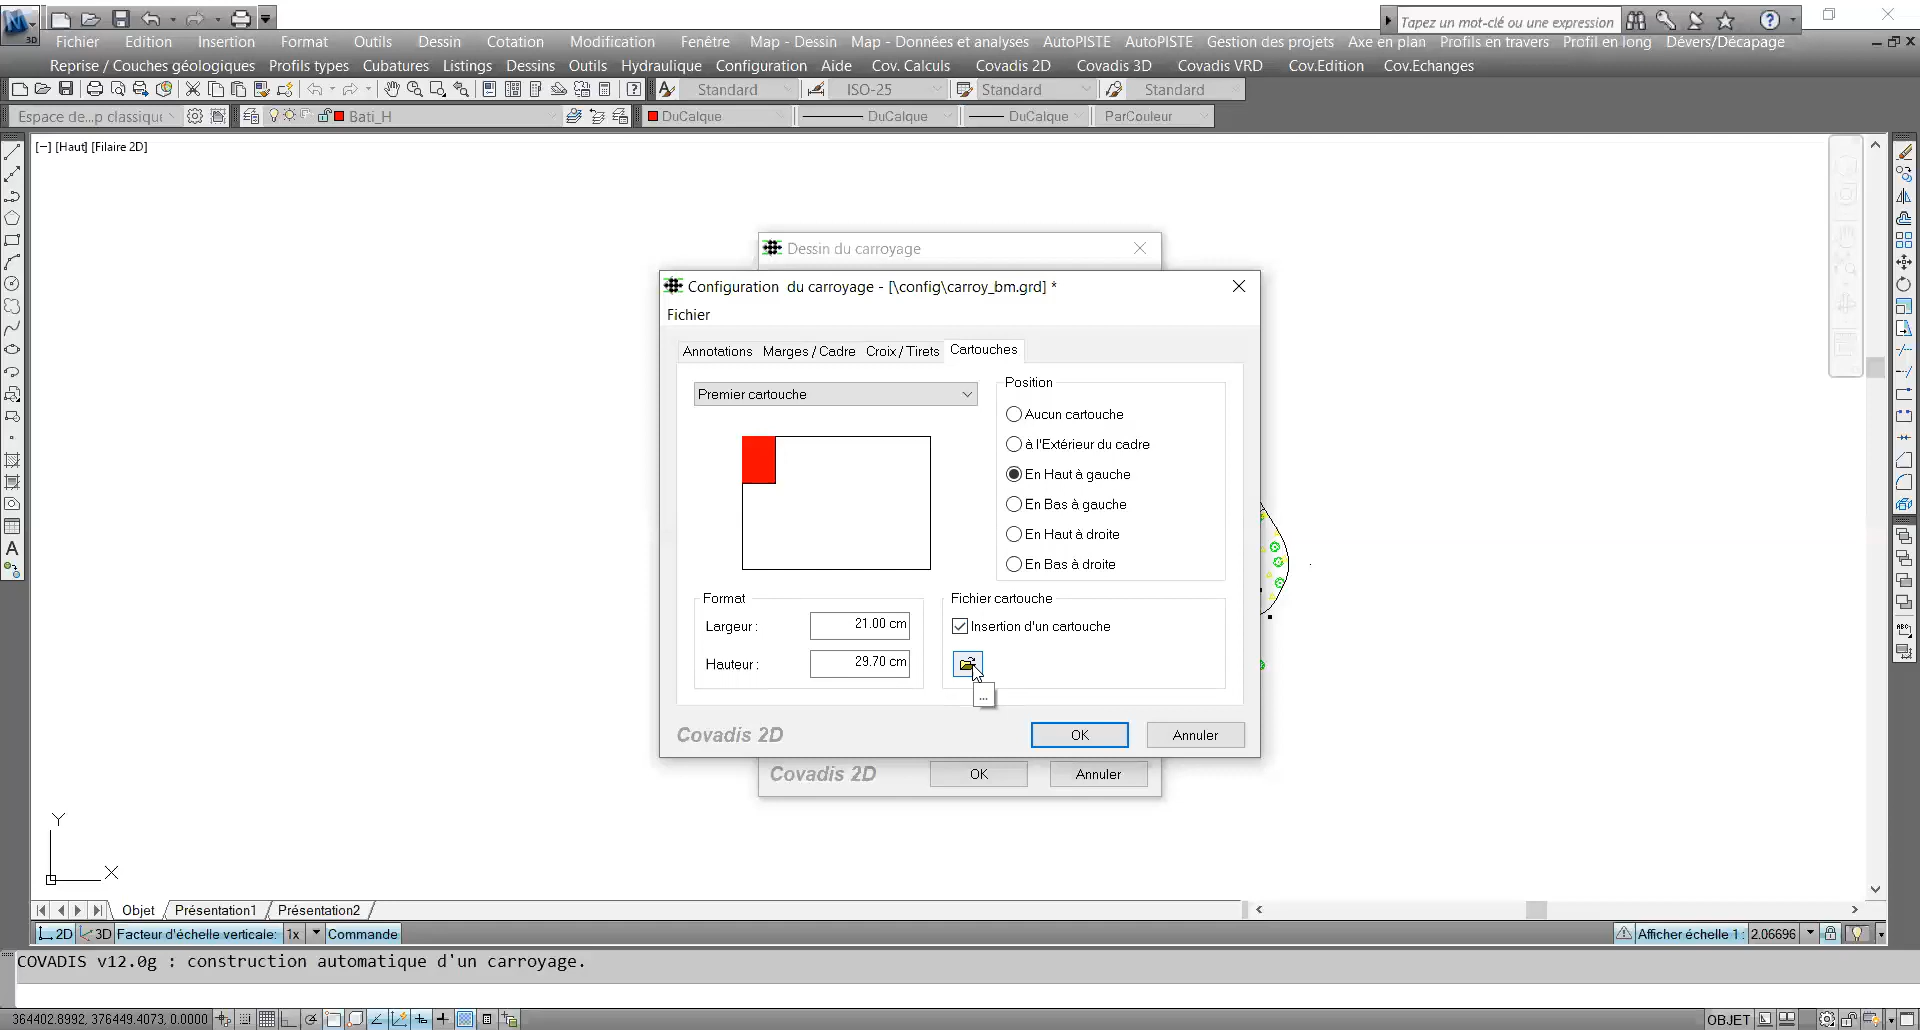 3D
Tapez un mot-clé ou une expression
Fichier Edition Insertion Format Outils Dessin Cotation Modification Fenêtre Map - Dessin Map - Données et analyses AutoPISTE AutoPISTE Gestion des projets Axe en plan Profils en travers Profil en long Dévers/Décapage
Reprise / Couches géologiques Profils types Cubatures Listings Dessins Outils Hydraulique Configuration Aide Cov. Calculs Covadis 2D Covadis 3D Covadis VRD Cov.Edition Cov.Echanges
Standard ISO-25 Standard Standard
Espace de...p classique Bati_H DuCalque DuCalque DuCalque ParCouleur
[−] [Haut] [Filaire 2D]
Dessin du carroyage
Configuration du carroyage - [\config\carroy_bm.grd] *
Fichier
Annotations Marges / Cadre Croix / Tirets Cartouches
Premier cartouche
Position
Aucun cartouche
à l'Extérieur du cadre
En Haut à gauche
En Bas à gauche
En Haut à droite
En Bas à droite
Format
Largeur : 21.00 cm
Hauteur : 29.70 cm
Fichier cartouche
Insertion d'un cartouche
...
Covadis 2D OK Annuler
Covadis 2D OK Annuler
Y
X
A
ABC
Objet Présentation1 Présentation2
2D 3D Facteur d'échelle verticale: 1x Commande
Afficher échelle 1 : 2.06696
COVADIS v12.0g : construction automatique d'un carroyage.
364402.8992, 376449.4073, 0.0000
OBJET